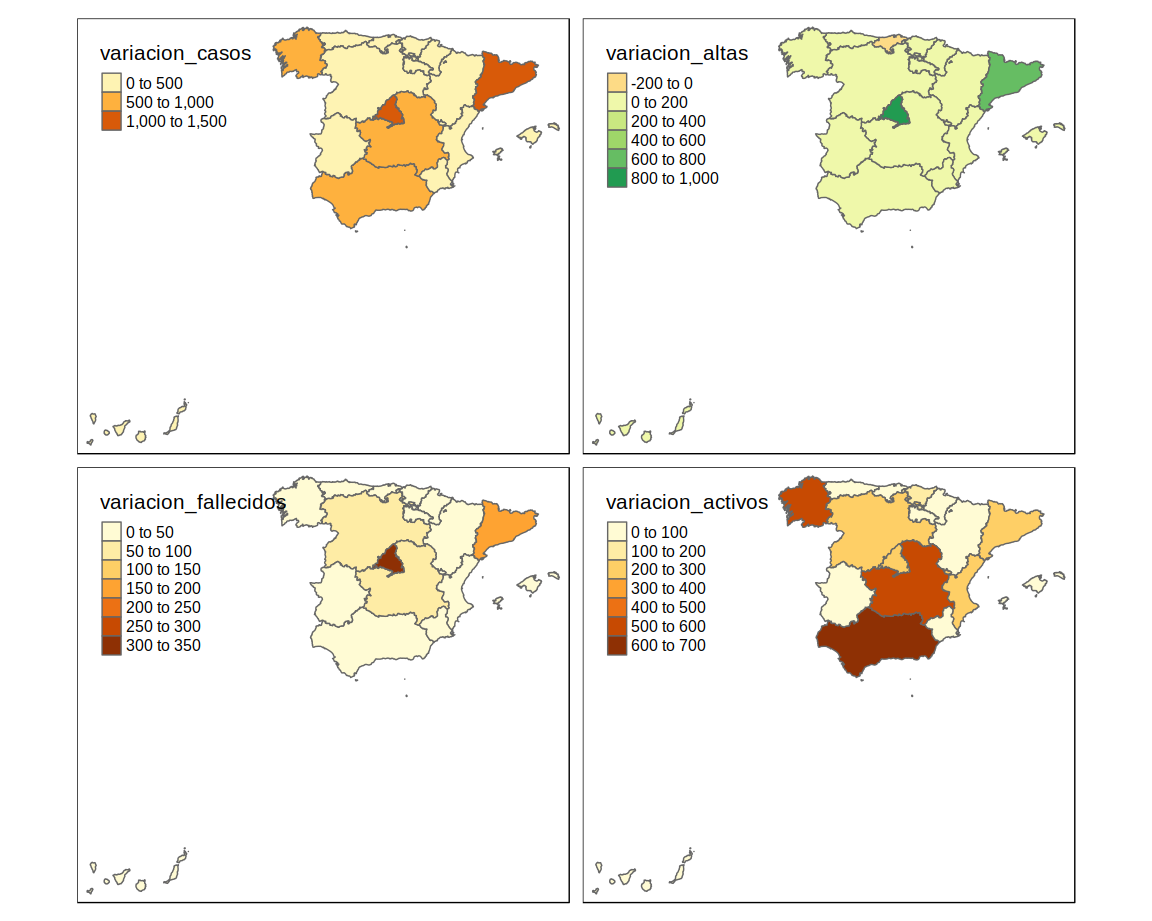 variacion_casos
0 to 500
500 to 1,000
1,000 to 1,500
variacion_altas
-200 to 0
0 to 200
200 to 400
400 to 600
600 to 800
800 to 1,000
variacion_fallecidos
0 to 50
50 to 100
100 to 150
150 to 200
200 to 250
250 to 300
300 to 350
variacion_activos
0 to 100
100 to 200
200 to 300
300 to 400
400 to 500
500 to 600
600 to 700